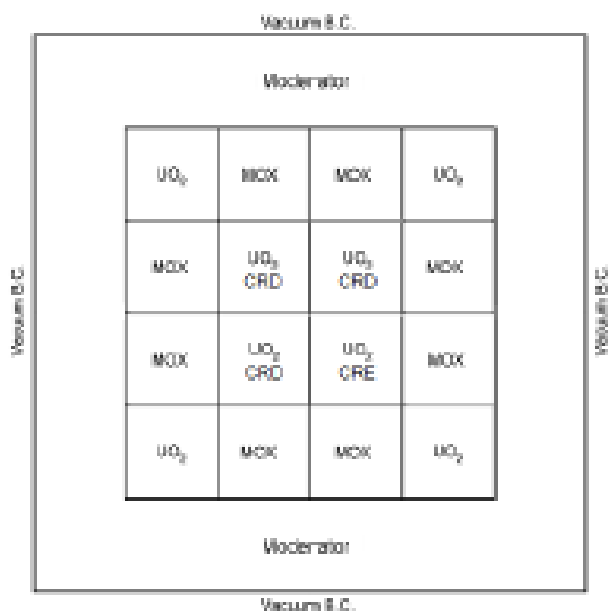 Vacuum B.C.
Moderator
UO₂ MOX MOX UO₂
MOX UO₂ CRD UO₂ CRD MOX
MOX UO₂ CRD UO₂ CRE MOX
UO₂ MOX MOX UO₂
Vacuum B.C.
Vacuum B.C.
Moderator
Vacuum B.C.